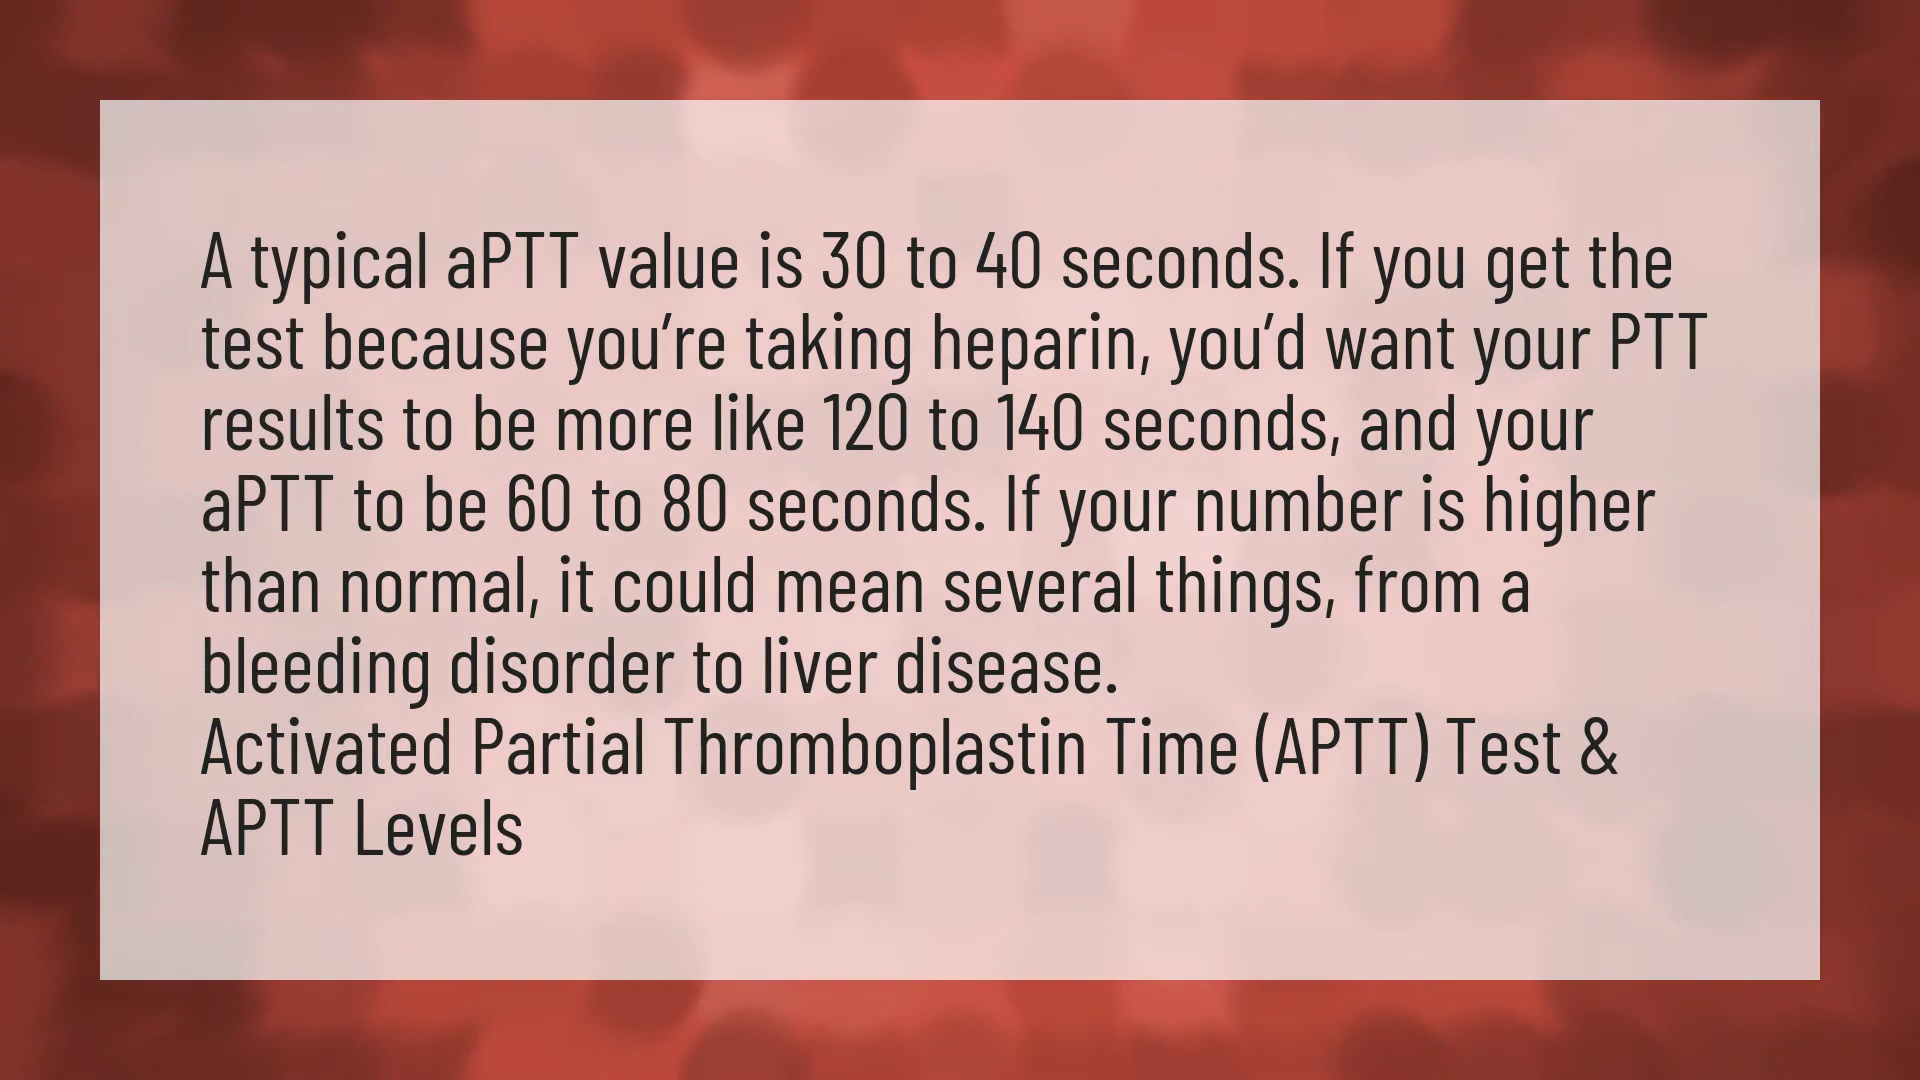 A typical aPTT value is 30 to 40 seconds. If you get the
test because you’re taking heparin, you’d want your PTT
results to be more like 120 to 140 seconds, and your
aPTT to be 60 to 80 seconds. If your number is higher
than normal, it could mean several things, from a
bleeding disorder to liver disease.
Activated Partial Thromboplastin Time (APTT) Test &
APTT Levels